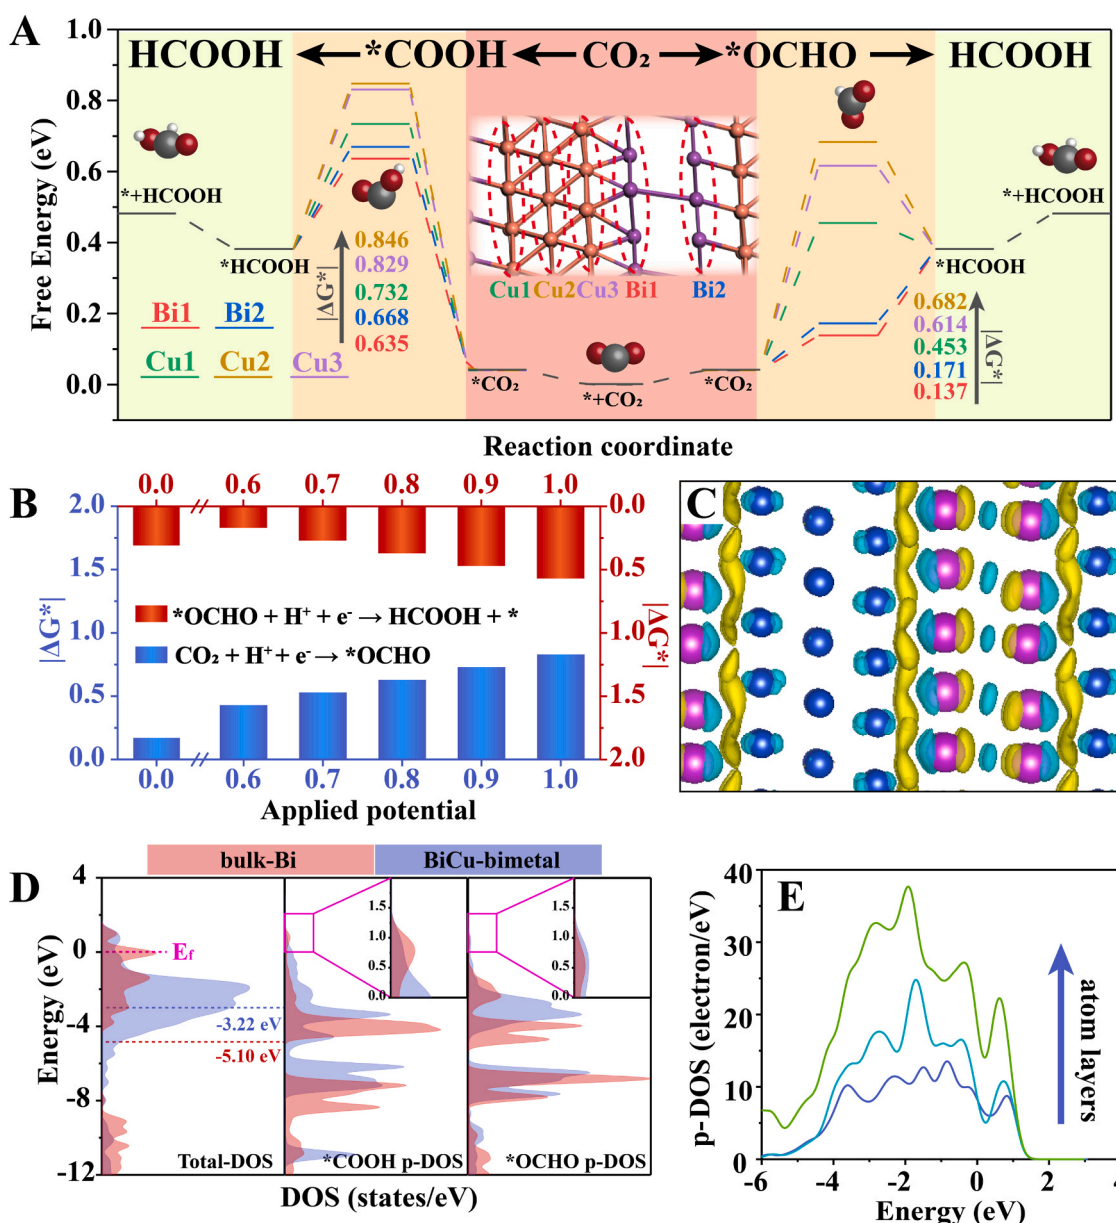 A
HCOOH ← *COOH ← CO₂ → *OCHO → HCOOH
Free Energy (eV)
1.0
0.8
0.6
0.4
0.2
0.0
*+HCOOH
*HCOOH
|ΔG*|
0.846
0.829
0.732
0.668
0.635
Bi1 Bi2
Cu1 Cu2 Cu3
Cu1 Cu2 Cu3 Bi1 Bi2
*CO₂
*+CO₂
*CO₂
*+HCOOH
*HCOOH
0.682
0.614
0.453
0.171
0.137
|ΔG*|
Reaction coordinate
B
0.0 0.6 0.7 0.8 0.9 1.0
|ΔG*|
2.0
1.5
1.0
0.5
0.0
*OCHO + H⁺ + e⁻ → HCOOH + *
CO₂ + H⁺ + e⁻ → *OCHO
0.0
0.5
1.0
1.5
2.0
|ΔG*|
0.0 0.6 0.7 0.8 0.9 1.0
Applied potential
C
D
bulk-Bi BiCu-bimetal
Energy (eV)
4
0
-4
-8
-12
E_f
-3.22 eV
-5.10 eV
Total-DOS
1.5
1.0
0.5
0.0
*COOH p-DOS
1.5
1.0
0.5
0.0
*OCHO p-DOS
DOS (states/eV)
E
p-DOS (electron/eV)
40
30
20
10
0
atom layers
-6 -4 -2 0 2 4
Energy (eV)